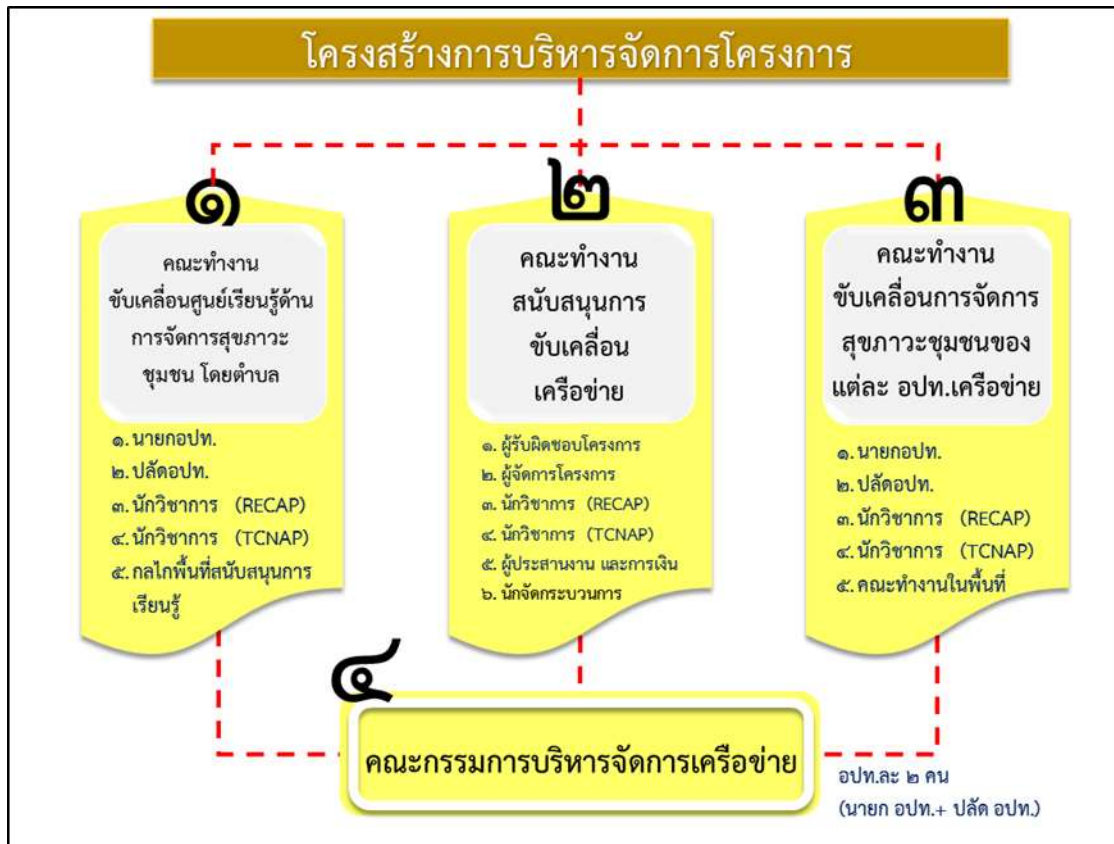 โครงสร้างการบริหารจัดการโครงการ
๑
คณะทำงาน
ขับเคลื่อนศูนย์เรียนรู้ด้าน
การจัดการสุขภาวะ
ชุมชน โดยตำบล
๑. นายกอปท.
๒. ปลัดอปท.
๓. นักวิชาการ (RECAP)
๔. นักวิชาการ (TCNAP)
๕. กลไกพื้นที่สนับสนุนการ
เรียนรู้
๒
คณะทำงาน
สนับสนุนการ
ขับเคลื่อน
เครือข่าย
๑. ผู้รับผิดชอบโครงการ
๒. ผู้จัดการโครงการ
๓. นักวิชาการ (RECAP)
๔. นักวิชาการ (TCNAP)
๕. ผู้ประสานงาน และการเงิน
๖. นักจัดกระบวนการ
๓
คณะทำงาน
ขับเคลื่อนการจัดการ
สุขภาวะชุมชนของ
แต่ละ อปท.เครือข่าย
๑. นายกอปท.
๒. ปลัดอปท.
๓. นักวิชาการ (RECAP)
๔. นักวิชาการ (TCNAP)
๕. คณะทำงานในพื้นที่
๔
คณะกรรมการบริหารจัดการเครือข่าย
อปท.ละ ๒ คน
(นายก อปท.+ ปลัด อปท.)